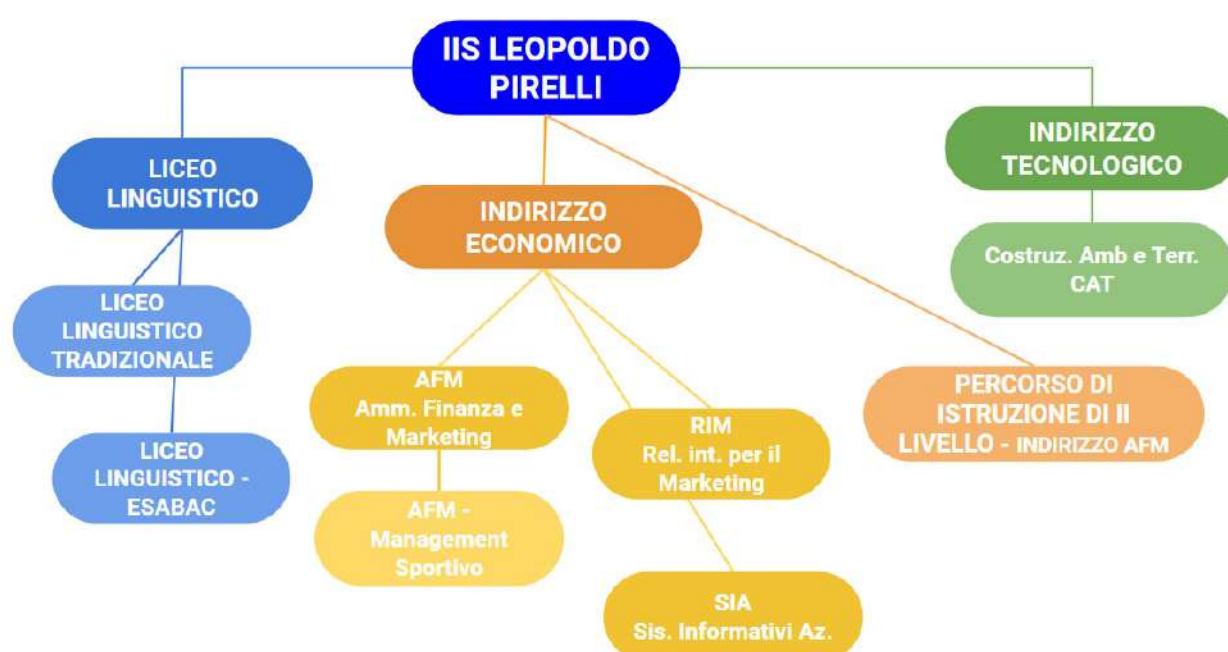 IIS LEOPOLDO
PIRELLI
LICEO
LINGUISTICO
LICEO
LINGUISTICO
TRADIZIONALE
LICEO
LINGUISTICO -
ESABAC
INDIRIZZO
ECONOMICO
AFM
Amm. Finanza e
Marketing
AFM -
Management
Sportivo
RIM
Rel. int. per il
Marketing
SIA
Sis. Informativi Az.
INDIRIZZO
TECNOLOGICO
Costruz. Amb e Terr.
CAT
PERCORSO DI
ISTRUZIONE DI II
LIVELLO - INDIRIZZO AFM